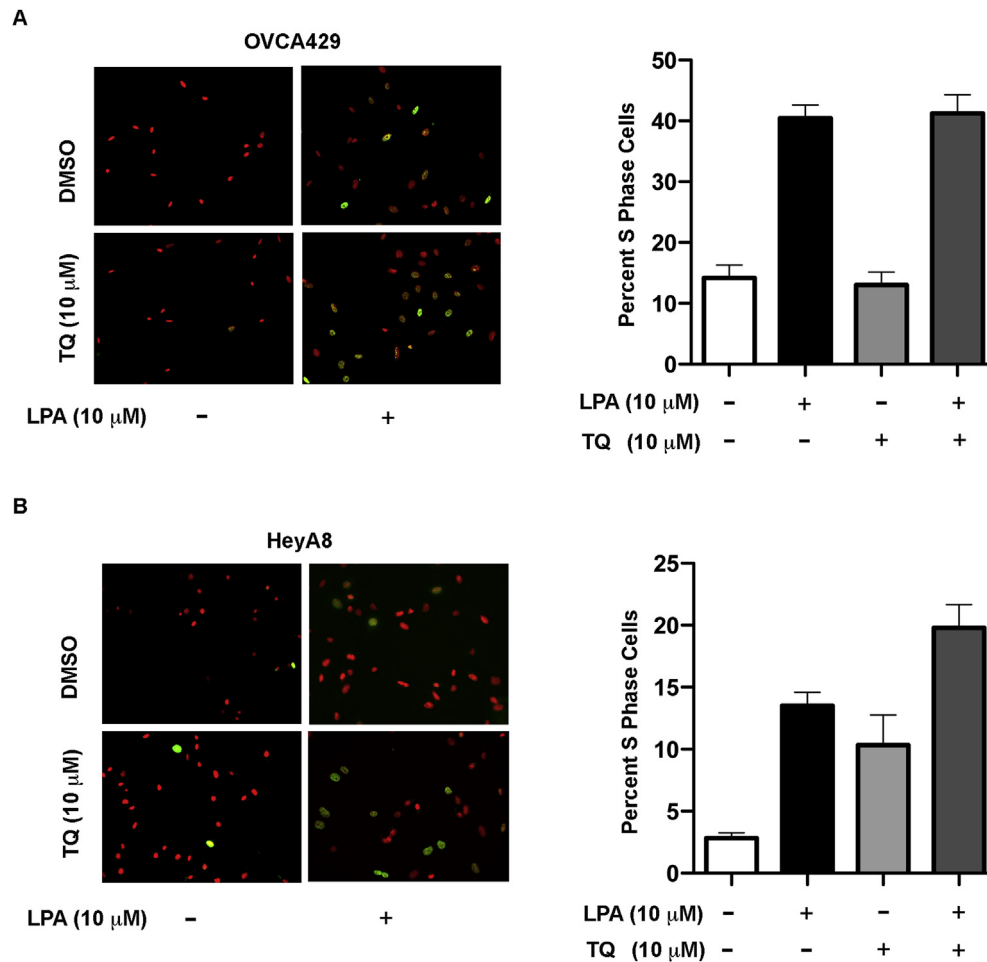 A
OVCA429
DMSO
TQ (10 μM)
LPA (10 μM) - +
Percent S Phase Cells
50
40
30
20
10
0
LPA (10 μM) - + - +
TQ (10 μM) - - + +
B
HeyA8
DMSO
TQ (10 μM)
LPA (10 μM) - +
Percent S Phase Cells
25
20
15
10
5
0
LPA (10 μM) - + - +
TQ (10 μM) - - + +